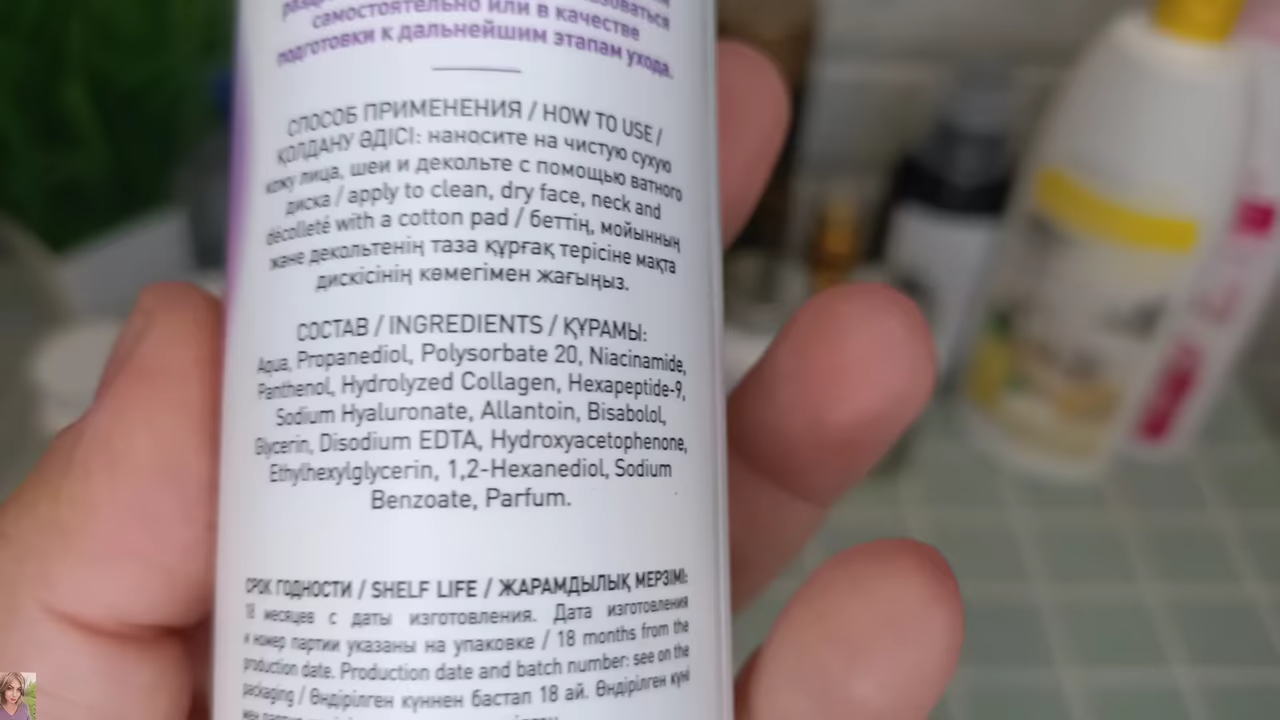 самостоятельно или в качестве
подготовки к дальнейшим этапам ухода.
СПОСОБ ПРИМЕНЕНИЯ / HOW TO USE /
ҚОЛДАНУ ӘДІСІ: наносите на чистую сухую
кожу лица, шеи и декольте с помощью ватного
диска / apply to clean, dry face, neck and
décolleté with a cotton pad / беттің, мойынның
және декольтенің таза құрғақ терісіне мақта
дискісінің көмегімен жағыңыз.
СОСТАВ / INGREDIENTS / ҚҰРАМЫ:
Aqua, Propanediol, Polysorbate 20, Niacinamide,
Panthenol, Hydrolyzed Collagen, Hexapeptide-9,
Sodium Hyaluronate, Allantoin, Bisabolol,
Glycerin, Disodium EDTA, Hydroxyacetophenone,
Ethylhexylglycerin, 1,2-Hexanediol, Sodium
Benzoate, Parfum.
СРОК ГОДНОСТИ / SHELF LIFE / ЖАРАМДЫЛЫҚ МЕРЗІМІ:
18 месяцев с даты изготовления. Дата изготовления
и номер партии указаны на упаковке / 18 months from the
production date. Production date and batch number: see on the
packaging / Өндірілген күннен бастап 18 ай. Өндірілген күні